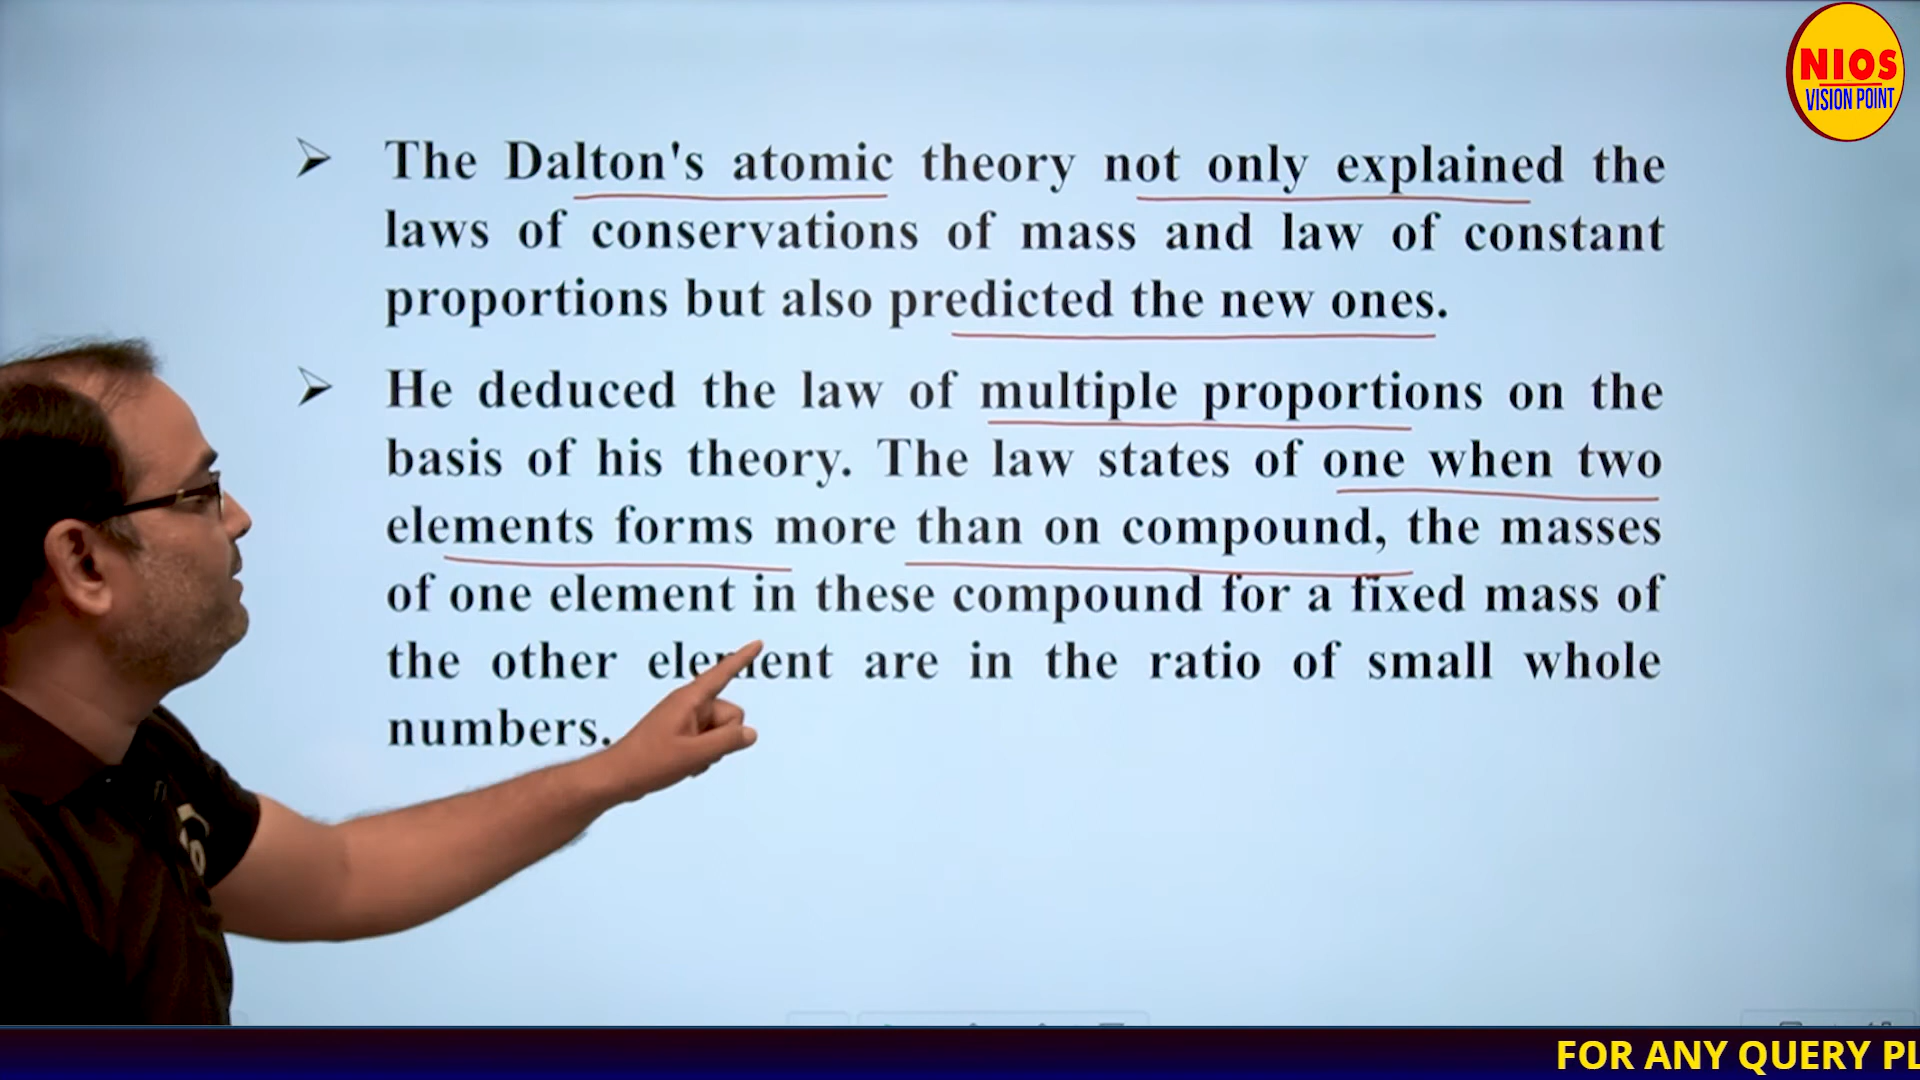 NIOS
VISION POINT
The Dalton's atomic theory not only explained the
laws of conservations of mass and law of constant
proportions but also predicted the new ones.
He deduced the law of multiple proportions on the
basis of his theory. The law states of one when two
elements forms more than on compound, the masses
of one element in these compound for a fixed mass of
the other element are in the ratio of small whole
numbers.
FOR ANY QUERY PL